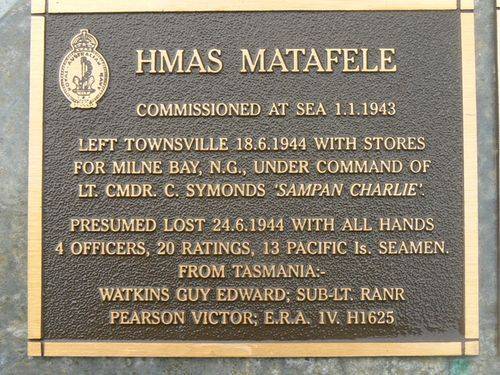 HMAS MATAFELE
COMMISSIONED AT SEA 1.1.1943
LEFT TOWNSVILLE 18.6.1944 WITH STORES
FOR MILNE BAY, N.G., UNDER COMMAND OF
LT. CMDR. C. SYMONDS 'SAMPAN CHARLIE'.
PRESUMED LOST 24.6.1944 WITH ALL HANDS
4 OFFICERS, 20 RATINGS, 13 PACIFIC Is. SEAMEN.
FROM TASMANIA:-
WATKINS GUY EDWARD; SUB-LT. RANR
PEARSON VICTOR; E.R.A. 1V. H1625